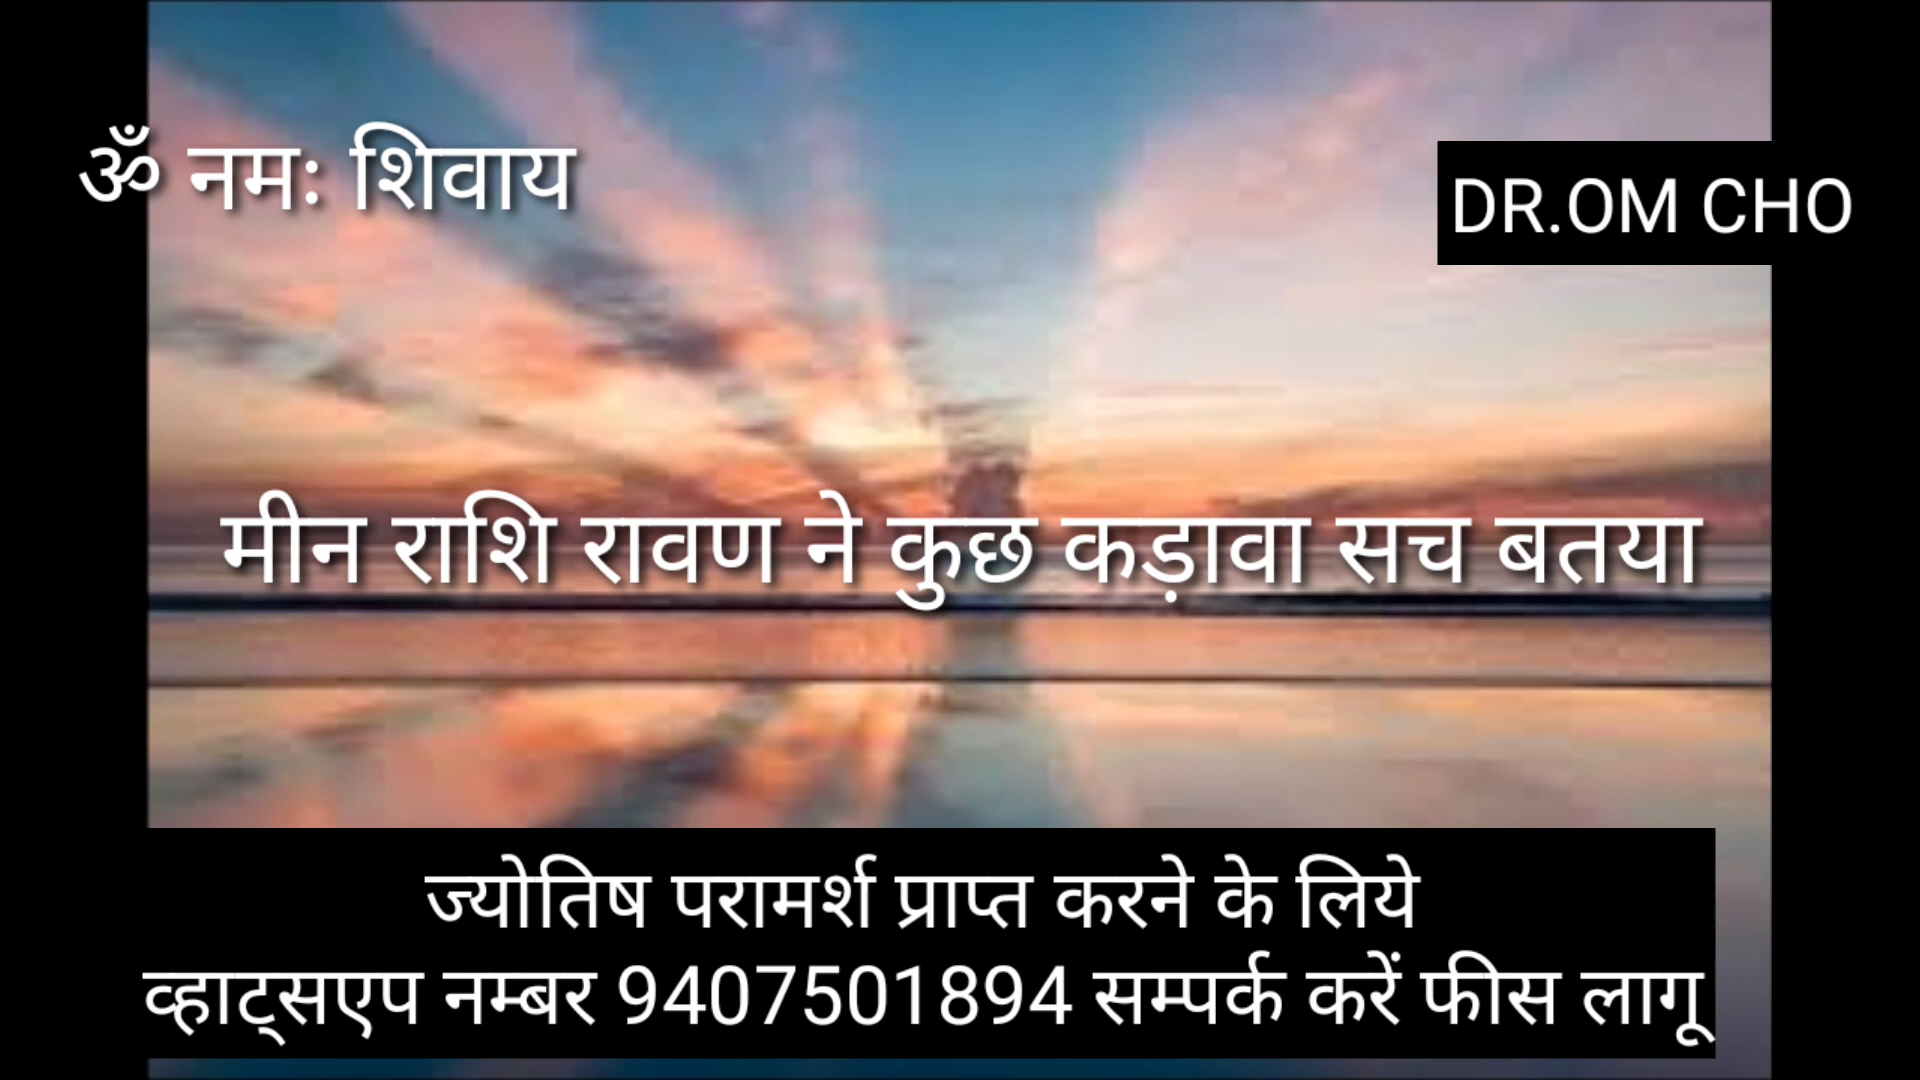 ॐ नमः शिवाय
DR.OM CHO
मीन राशि रावण ने कुछ कड़ावा सच बतया
ज्योतिष परामर्श प्राप्त करने के लिये
व्हाट्सएप नम्बर 9407501894 सम्पर्क करें फीस लागू